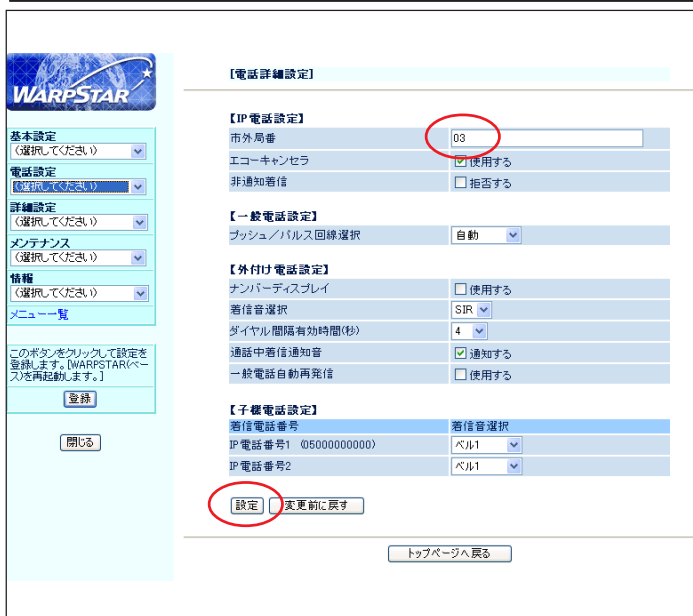 WARPSTAR
基本設定
(選択してください)
電話設定
(選択してください)
詳細設定
(選択してください)
メンテナンス
(選択してください)
情報
(選択してください)
メニュー一覧
このボタンをクリックして設定を
登録します。[WARPSTAR(ベー
ス)を再起動します。]
登録
閉じる
[電話詳細設定]
【IP電話設定】
市外局番 03
エコーキャンセラ 使用する
非通知着信 拒否する
【一般電話設定】
プッシュ／パルス回線選択 自動
【外付け電話設定】
ナンバーディスプレイ 使用する
着信音選択 SIR
ダイヤル間隔有効時間(秒) 4
通話中着信通知音 通知する
一般電話自動再発信 使用する
【子機電話設定】
着信電話番号 着信音選択
IP電話番号1 (05000000000) ベル1
IP電話番号2 ベル1
設定 変更前に戻す
トップページへ戻る